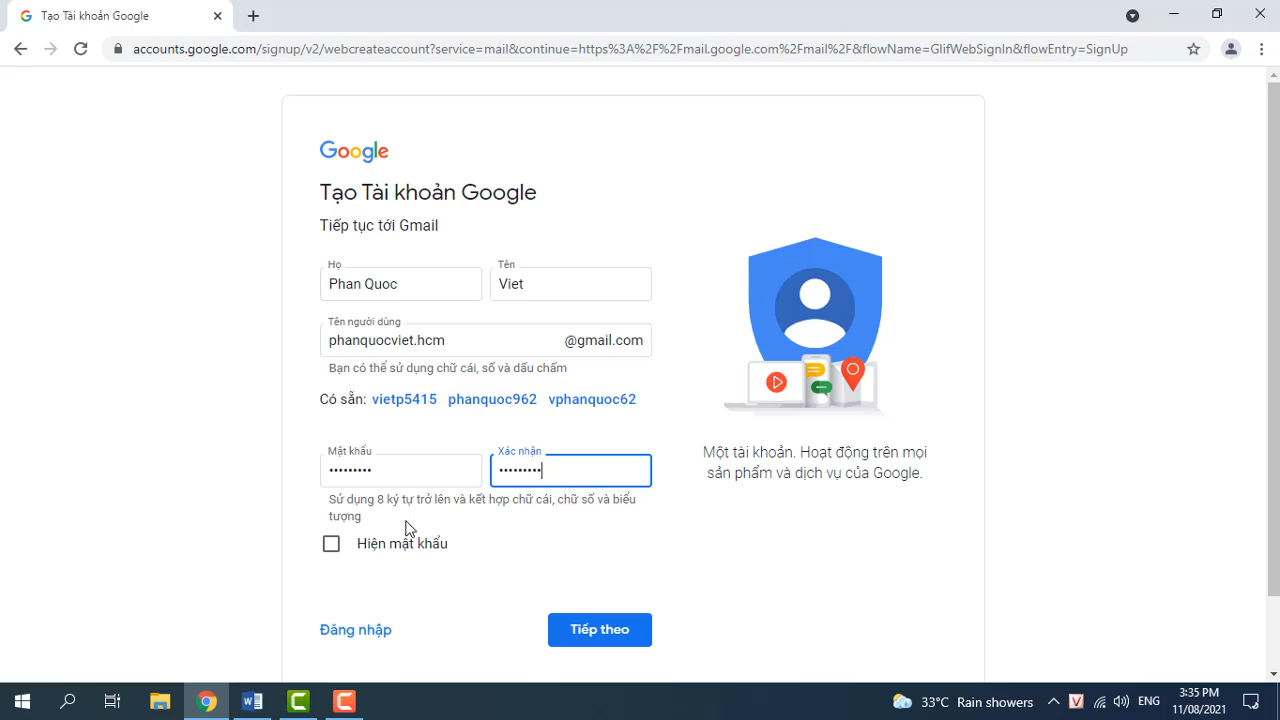 Tạo Tài khoản Google
accounts.google.com/signup/v2/webcreateaccount?service=mail&continue=https%3A%2F%2Fmail.google.com%2Fmail%2F&flowName=GlifWebSignIn&flowEntry=SignUp
Google
Tạo Tài khoản Google
Tiếp tục tới Gmail
Họ
Tên
Phan Quoc
Viet
Tên người dùng
phanquocviet.hcm @gmail.com
Bạn có thể sử dụng chữ cái, số và dấu chấm
Có sẵn: vietp5415 phanquoc962 vphanquoc62
Mật khẩu
Xác nhận
•••••••••
•••••••••
Sử dụng 8 ký tự trở lên và kết hợp chữ cái, chữ số và biểu
tượng
Hiện mật khẩu
Đăng nhập
Tiếp theo
Một tài khoản. Hoạt động trên mọi
sản phẩm và dịch vụ của Google.
33°C Rain showers
V
ENG
3:35 PM
11/08/2021